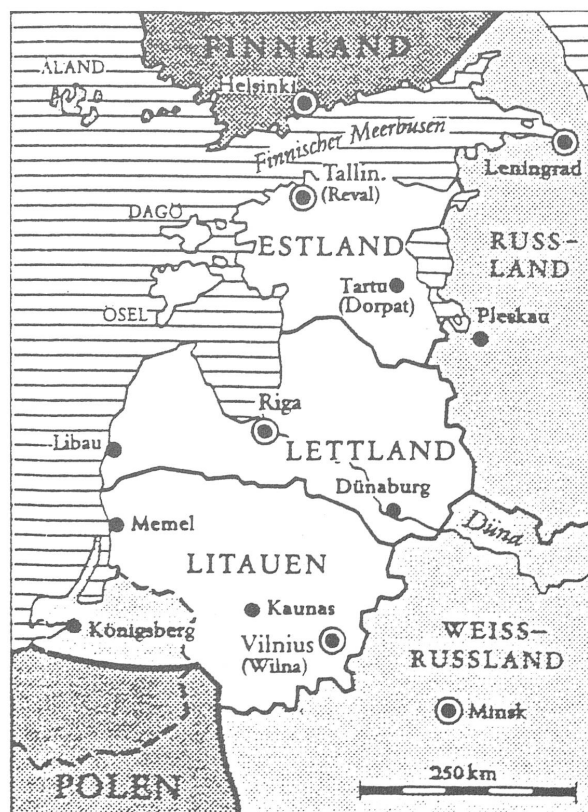 FINNLAND
ÅLAND
Helsinki
Finnischer Meerbusen
Leningrad
Tallin.
(Reval)
DAGÖ
ESTLAND
RUSS-
LAND
Tartu
(Dorpat)
ÖSEL
Pleskau
Riga
Libau
LETTLAND
Dünaburg
Düna
Memel
LITAUEN
Kaunas
Königsberg
Vilnius
(Wilna)
WEISS-
RUSSLAND
Minsk
250 km
POLEN